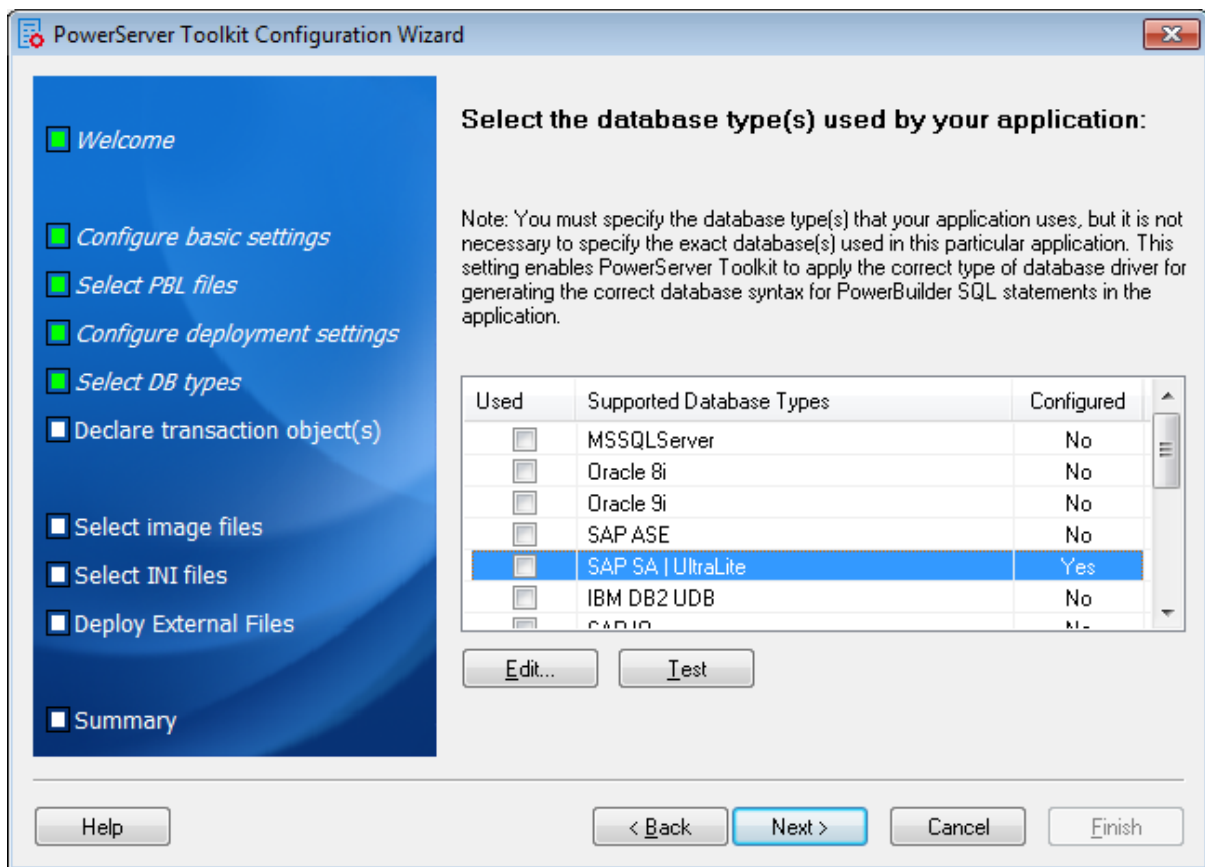 PowerServer Toolkit Configuration Wizard
Welcome
Configure basic settings
Select PBL files
Configure deployment settings
Select DB types
Declare transaction object(s)
Select image files
Select INI files
Deploy External Files
Summary
Select the database type(s) used by your application:
Note: You must specify the database type(s) that your application uses, but it is not
necessary to specify the exact database(s) used in this particular application. This
setting enables PowerServer Toolkit to apply the correct type of database driver for
generating the correct database syntax for PowerBuilder SQL statements in the
application.
Used Supported Database Types Configured
MSSQLServer No
Oracle 8i No
Oracle 9i No
SAP ASE No
SAP SA | UltraLite Yes
IBM DB2 UDB No
SAP IQ No
Edit... Test
Help < Back Next > Cancel Finish